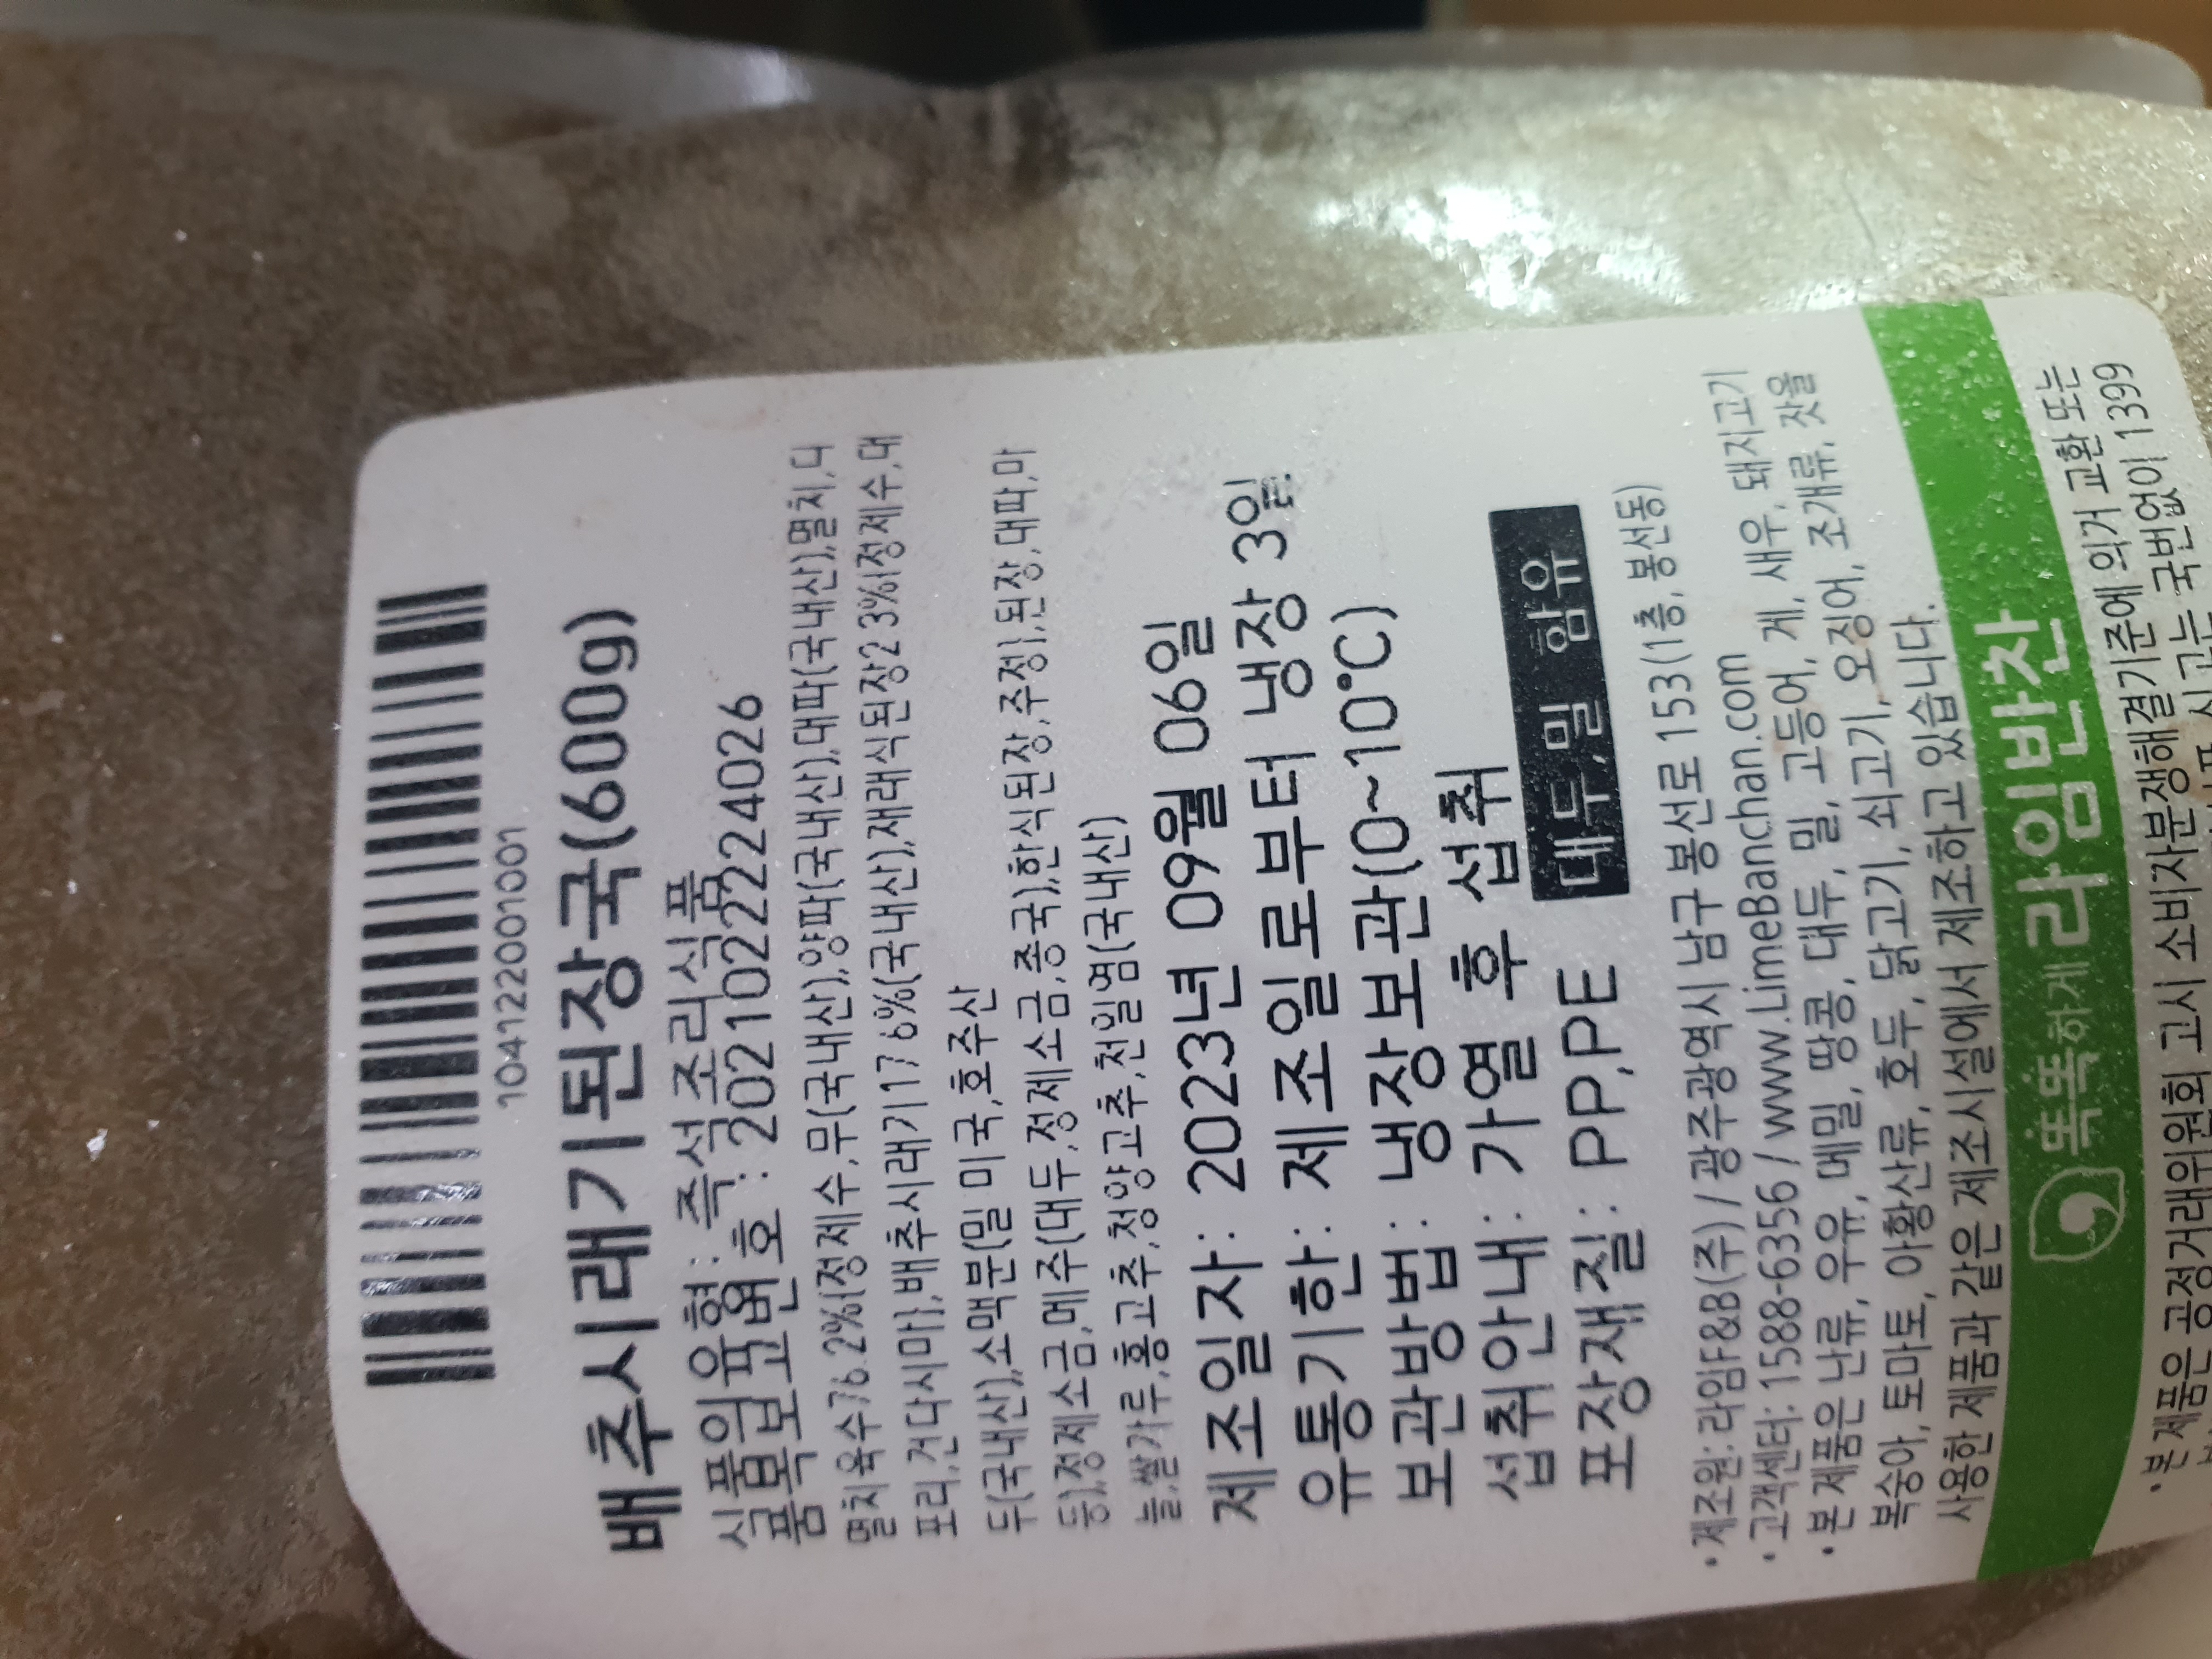 1041220010001
배추시래기된장국(600g)
식품의유형: 즉석조리식품
품목보고번호: 20210222224026
멸치육수76.2%{정제수,무(국내산),양파(국내산),대파(국내산),멸치,디
포리,건다시마},배추시래기17.6%(국내산),재래식된장2.3%{정제수,대
두(국내산),소맥분(밀:미국,호주산
등),정제소금,메주(대두,정제소금,종국),한식된장,주정},된장,대파,마
늘,쌀가루,홍고추,청양고추,천일염(국내산)
제조일자: 2023년 09월 06일
유통기한: 제조일로부터 냉장 3일
보관방법: 냉장보관(0~10℃)
섭취안내: 가열 후 섭취
포장재질: PP,PE 대두,밀 함유
·제조원: 라임F&B(주) / 광주광역시 남구 봉선로 153(1층, 봉선동)
·고객센터: 1588-6356 / www.LimeBanchan.com
·본 제품은 난류, 우유, 메밀, 땅콩, 대두, 밀, 고등어, 게, 새우, 돼지고기
복숭아, 토마토, 아황산류, 호두, 닭고기, 쇠고기, 오징어, 조개류, 잣을
사용한 제품과 같은 제조시설에서 제조하고 있습니다.
똑똑하게 라임반찬
·본 제품은 공정거래위원회 고시 소비자분쟁해결기준에 의거 교환 또는
신고는 국번없이 1399